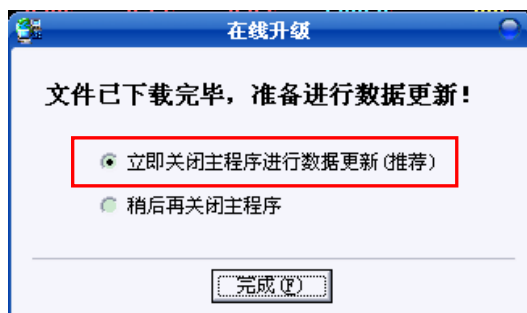 在线升级
文件已下载完毕，准备进行数据更新！
立即关闭主程序进行数据更新(推荐)
稍后再关闭主程序
完成(F)